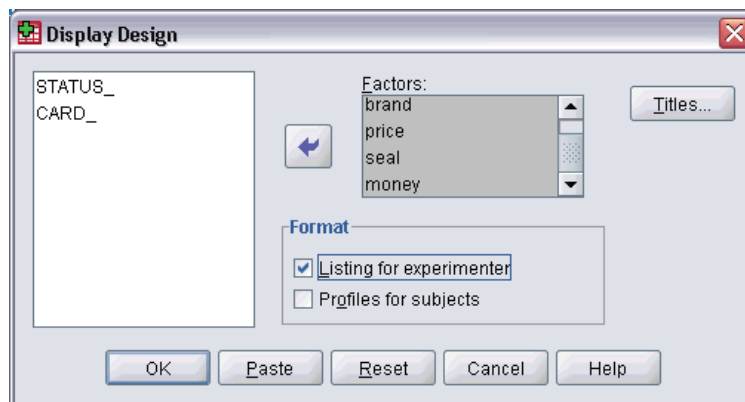 Display Design
STATUS_
CARD_
Factors:
brand
price
seal
money
Titles...
Format
Listing for experimenter
Profiles for subjects
OK
Paste
Reset
Cancel
Help